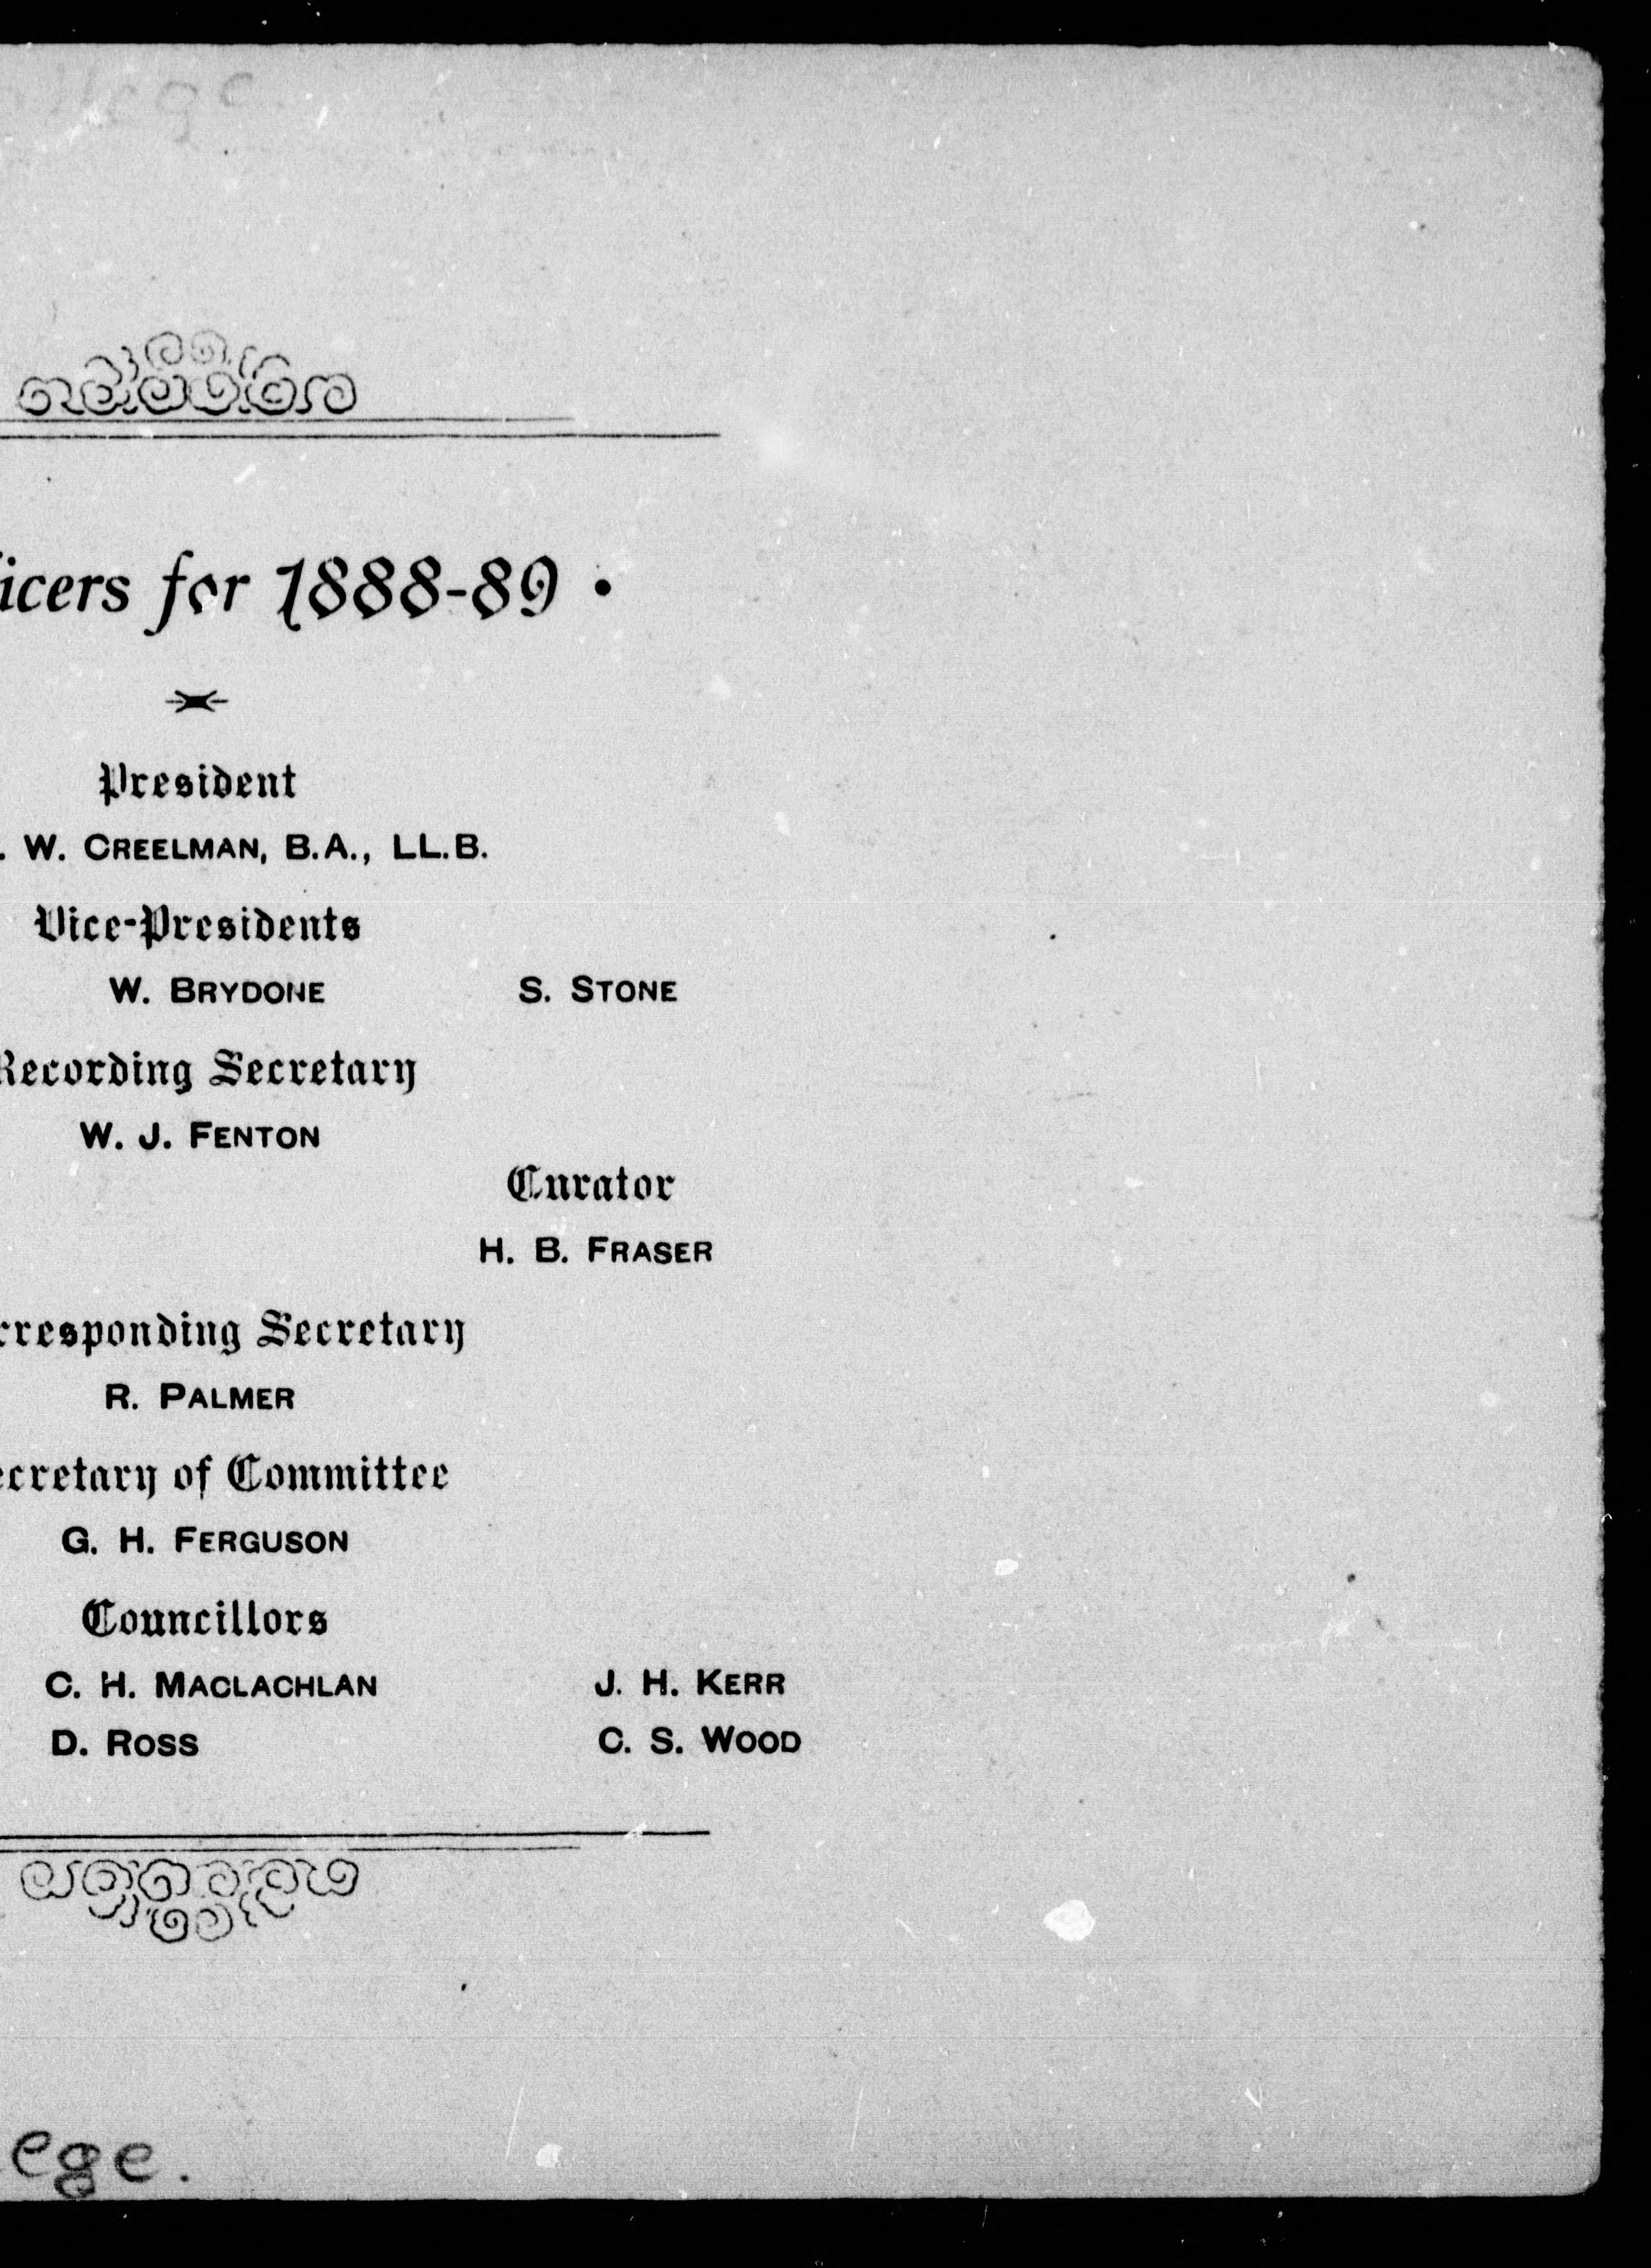 icers for 1888-89 •
President
. W. CREELMAN, B.A., LL.B.
Vice-Presidents
W. BRYDONE S. STONE
Recording Secretary
W. J. FENTON
Curator
H. B. FRASER
rresponding Secretary
R. PALMER
ecretary of Committee
G. H. FERGUSON
Councillors
C. H. MACLACHLAN J. H. KERR
D. ROSS C. S. WOOD
ege.